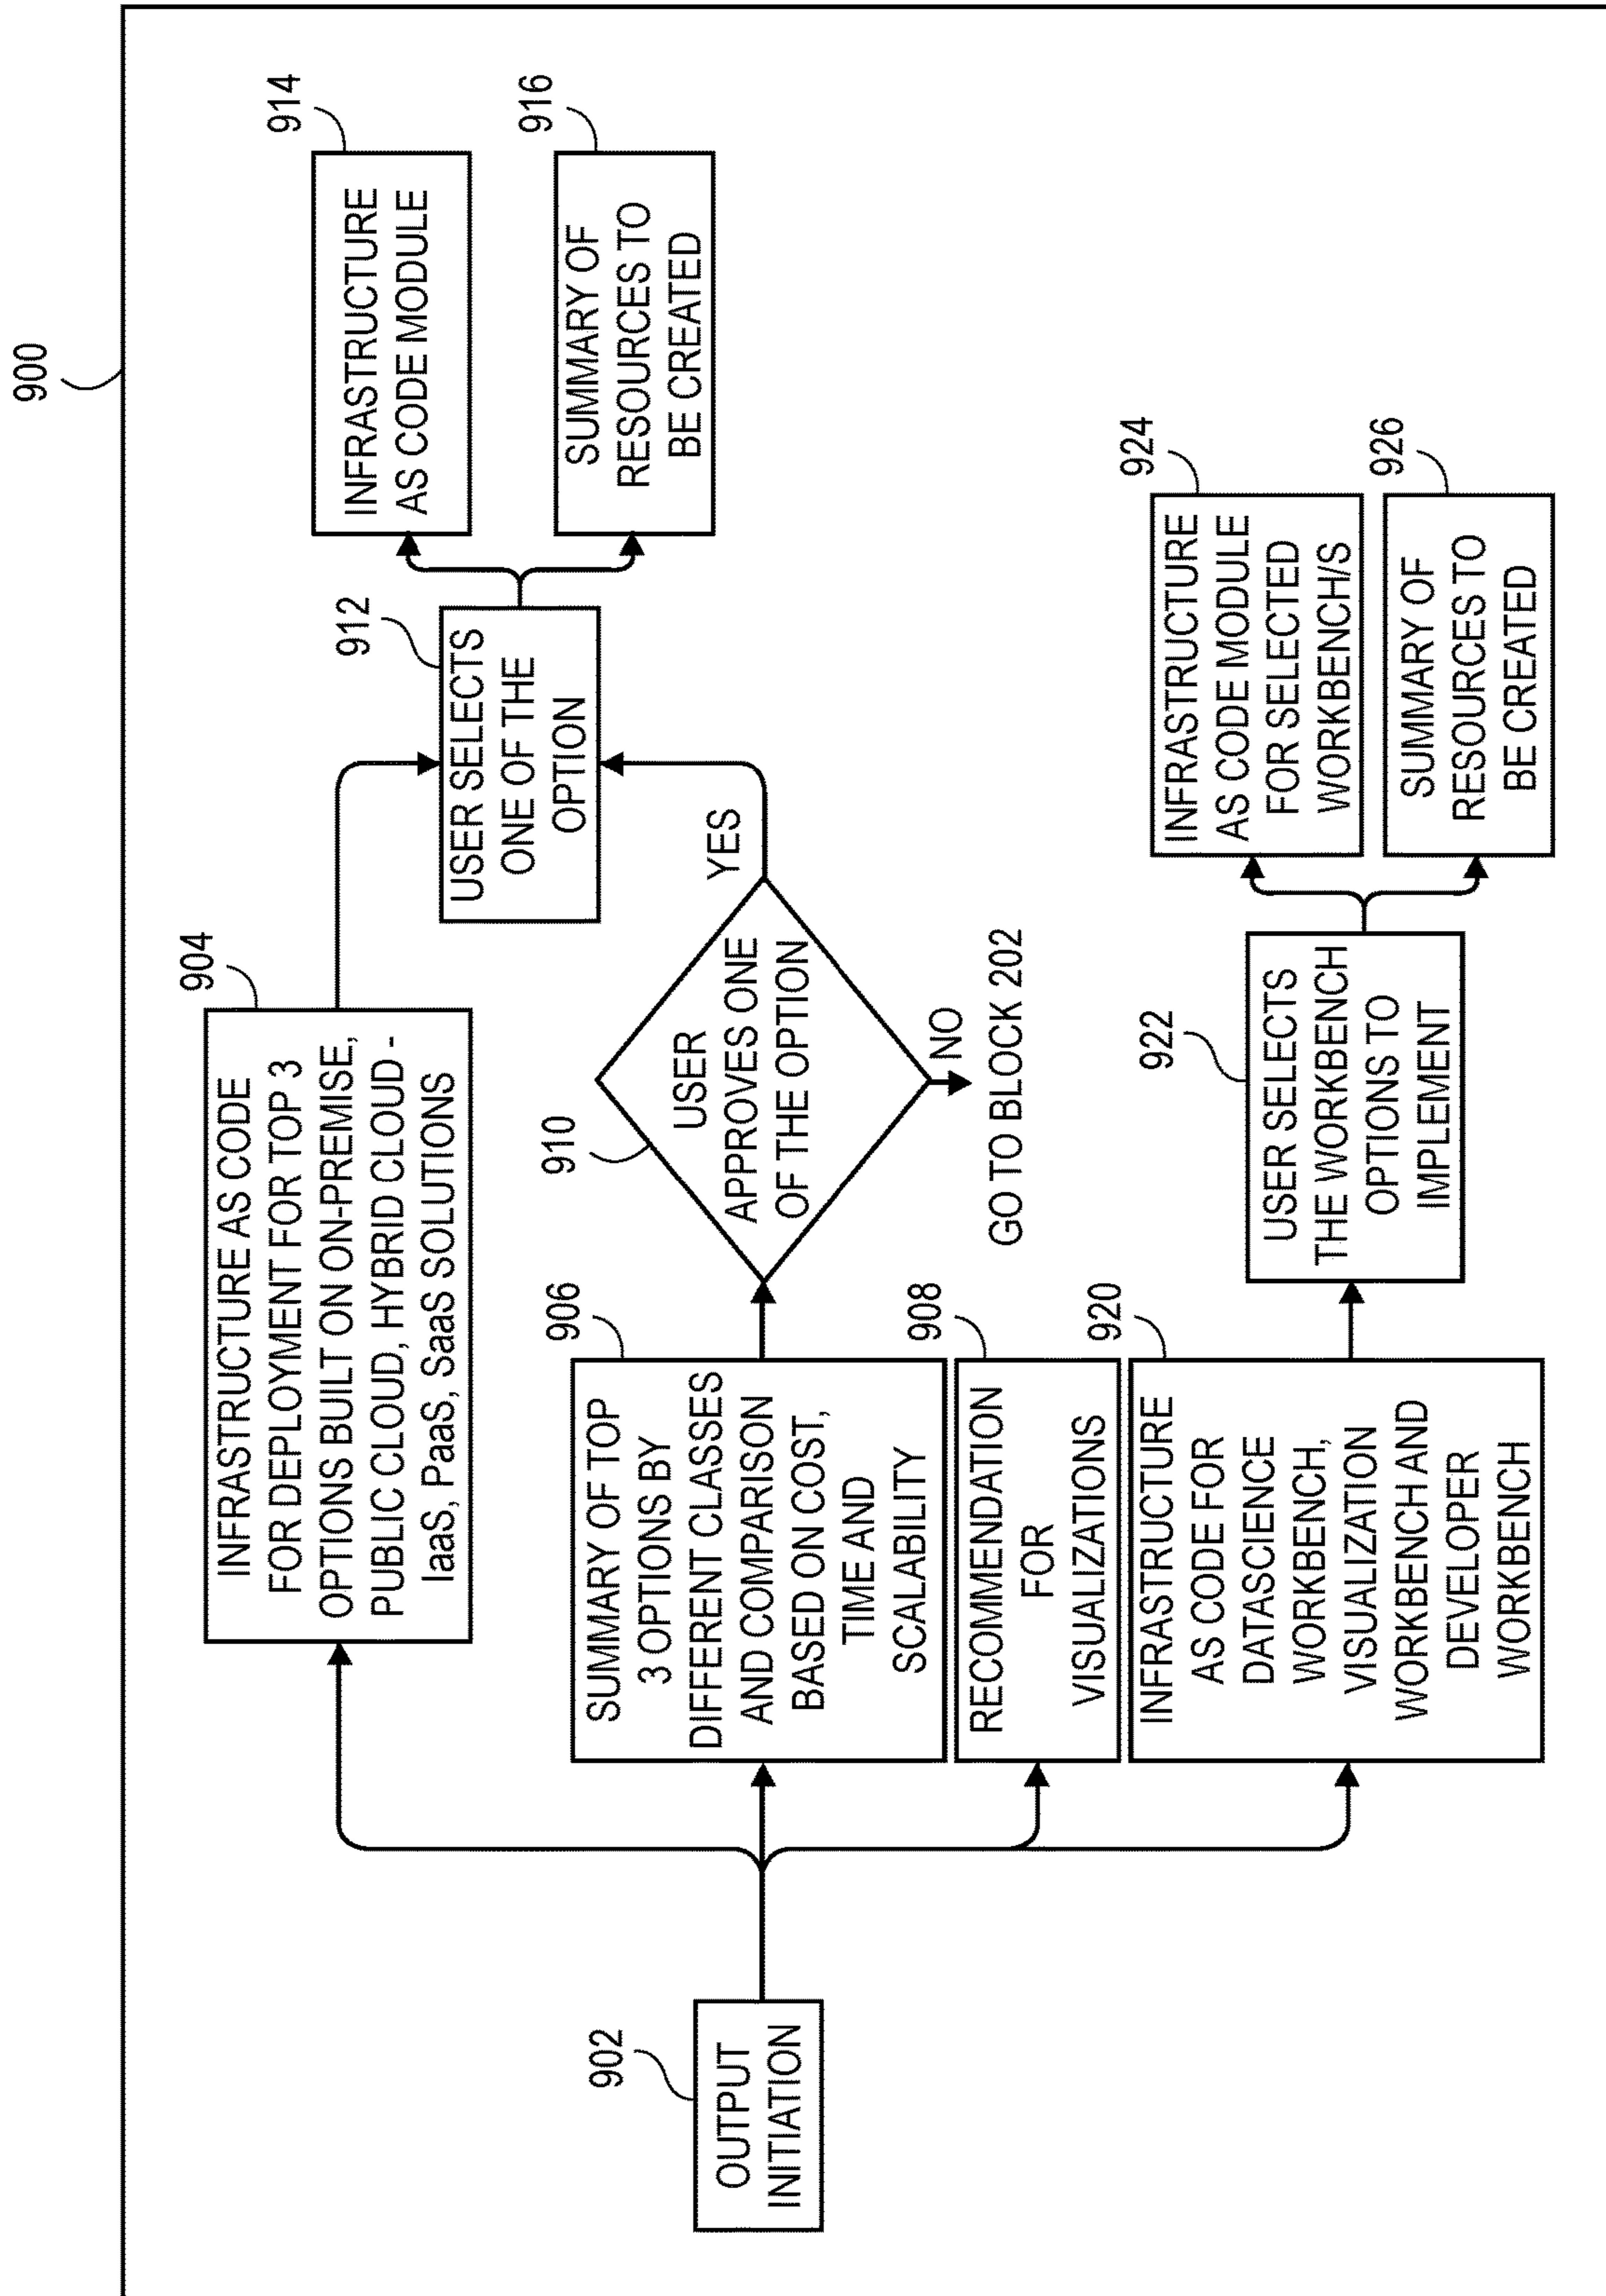 900
902
OUTPUT
INITIATION
904
INFRASTRUCTURE AS CODE
FOR DEPLOYMENT FOR TOP 3
OPTIONS BUILT ON ON-PREMISE,
PUBLIC CLOUD, HYBRID CLOUD -
IaaS, PaaS, SaaS SOLUTIONS
906
SUMMARY OF TOP
3 OPTIONS BY
DIFFERENT CLASSES
AND COMPARISON
BASED ON COST,
TIME AND
SCALABILITY
908
RECOMMENDATION
FOR
VISUALIZATIONS
920
INFRASTRUCTURE
AS CODE FOR
DATASCIENCE
WORKBENCH,
VISUALIZATION
WORKBENCH AND
DEVELOPER
WORKBENCH
910
USER
APPROVES ONE
OF THE OPTION
YES
NO
GO TO BLOCK 202
912
USER SELECTS
ONE OF THE
OPTION
914
INFRASTRUCTURE
AS CODE MODULE
916
SUMMARY OF
RESOURCES TO
BE CREATED
922
USER SELECTS
THE WORKBENCH
OPTIONS TO
IMPLEMENT
924
INFRASTRUCTURE
AS CODE MODULE
FOR SELECTED
WORKBENCH/S
926
SUMMARY OF
RESOURCES TO
BE CREATED